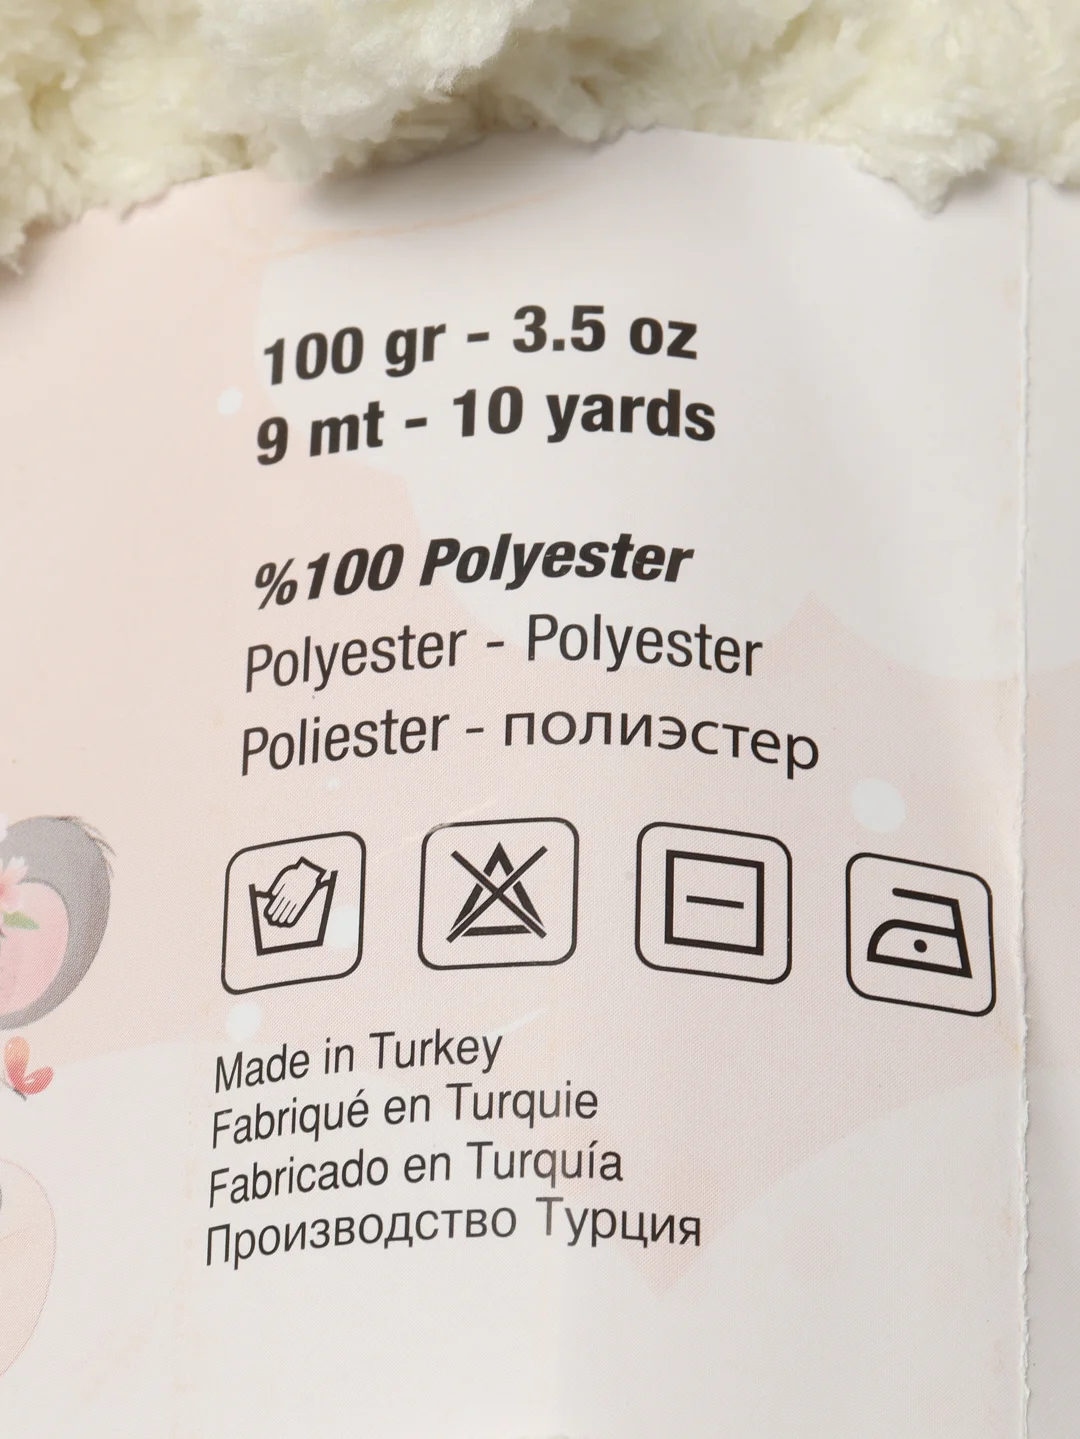 100 gr - 3.5 oz
9 mt - 10 yards
%100 Polyester
Polyester - Polyester
Poliester - полиэстер
Made in Turkey
Fabriqué en Turquie
Fabricado en Turquía
Производство Турция